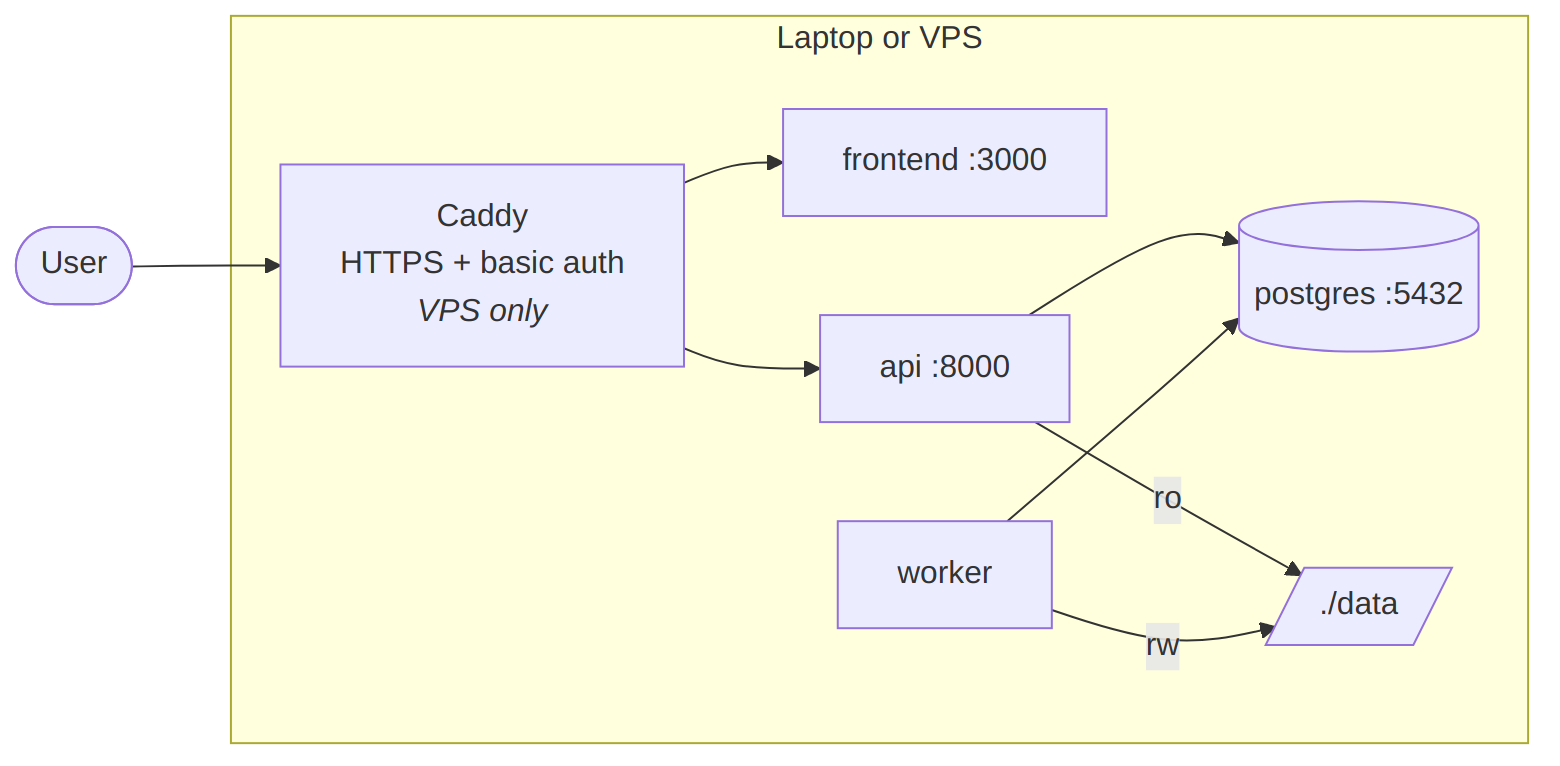 Laptop or VPS
User
Caddy
HTTPS + basic auth
VPS only
frontend :3000
api :8000
postgres :5432
worker
ro
rw
./data